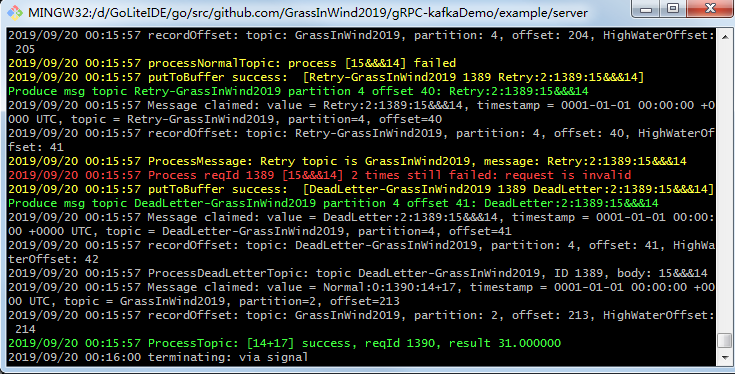 MINGW32:/d/GoLiteIDE/go/src/github.com/GrassInWind2019/gRPC-kafkaDemo/example/server
2019/09/20 00:15:57 recordOffset: topic: GrassInWind2019, partition: 4, offset: 204, HighWaterOffset:
 205
2019/09/20 00:15:57 processNormalTopic: process [15&&&14] failed
2019/09/20 00:15:57 putToBuffer success:  [Retry-GrassInWind2019 1389 Retry:2:1389:15&&&14]
Produce msg topic Retry-GrassInWind2019 partition 4 offset 40: Retry:2:1389:15&&&14
2019/09/20 00:15:57 Message claimed: value = Retry:2:1389:15&&&14, timestamp = 0001-01-01 00:00:00 +0
000 UTC, topic = Retry-GrassInWind2019, partition=4, offset=40
2019/09/20 00:15:57 recordOffset: topic: Retry-GrassInWind2019, partition: 4, offset: 40, HighWaterOf
fset: 41
2019/09/20 00:15:57 ProcessMessage: Retry topic is GrassInWind2019, message: Retry:2:1389:15&&&14
2019/09/20 00:15:57 Process reqId 1389 [15&&&14] 2 times still failed: request is invalid
2019/09/20 00:15:57 putToBuffer success:  [DeadLetter-GrassInWind2019 1389 DeadLetter:2:1389:15&&&14]
Produce msg topic DeadLetter-GrassInWind2019 partition 4 offset 41: DeadLetter:2:1389:15&&&14
2019/09/20 00:15:57 Message claimed: value = DeadLetter:2:1389:15&&&14, timestamp = 0001-01-01 00:00:
00 +0000 UTC, topic = DeadLetter-GrassInWind2019, partition=4, offset=41
2019/09/20 00:15:57 recordOffset: topic: DeadLetter-GrassInWind2019, partition: 4, offset: 41, HighWa
terOffset: 42
2019/09/20 00:15:57 ProcessDeadLetterTopic: topic DeadLetter-GrassInWind2019, ID 1389, body: 15&&&14
2019/09/20 00:15:57 Message claimed: value = Normal:0:1390:14+17, timestamp = 0001-01-01 00:00:00 +00
00 UTC, topic = GrassInWind2019, partition=2, offset=213
2019/09/20 00:15:57 recordOffset: topic: GrassInWind2019, partition: 2, offset: 213, HighWaterOffset:
 214
2019/09/20 00:15:57 ProcessTopic: [14+17] success, reqId 1390, result 31.000000
2019/09/20 00:16:00 terminating: via signal